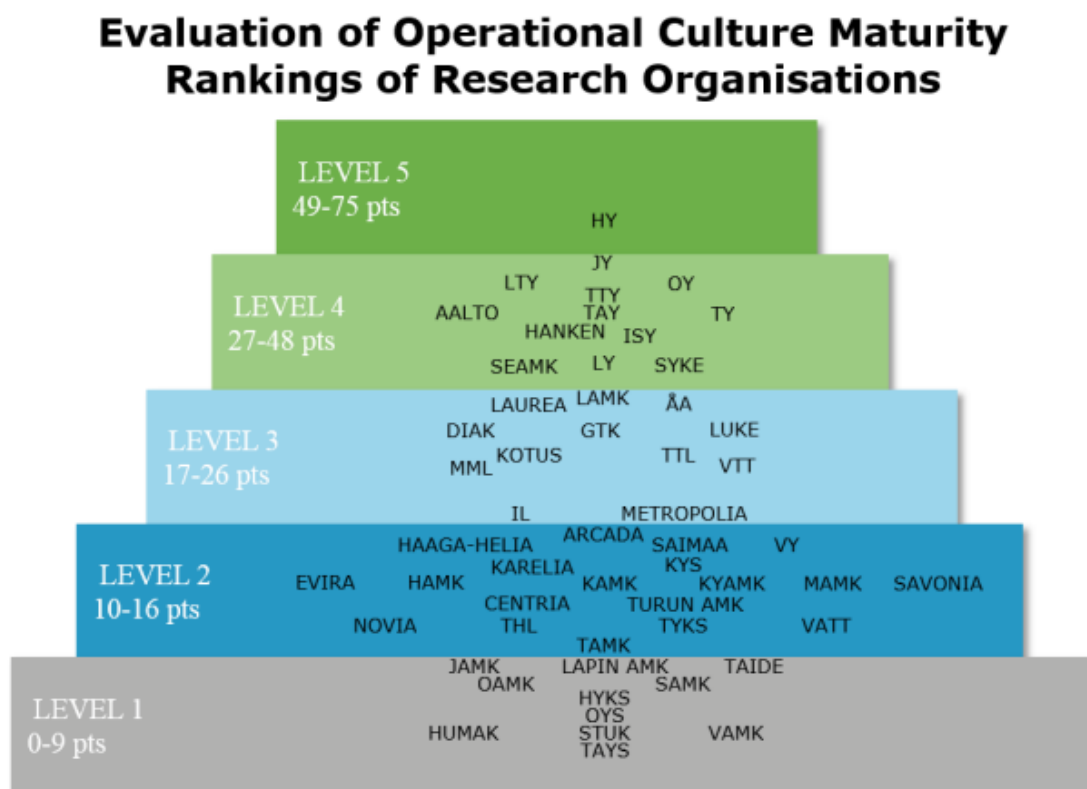 Evaluation of Operational Culture Maturity
Rankings of Research Organisations
LEVEL 5
49-75 pts
HY
LEVEL 4
27-48 pts
JY
LTY OY
TTY
AALTO TAY TY
HANKEN ISY
SEAMK LY SYKE
LEVEL 3
17-26 pts
LAUREA LAMK ÅA
DIAK GTK LUKE
KOTUS TTL
MML VTT
IL METROPOLIA
LEVEL 2
10-16 pts
ARCADA
HAAGA-HELIA SAIMAA VY
KARELIA KYS
EVIRA HAMK KAMK KYAMK MAMK SAVONIA
CENTRIA TURUN AMK
NOVIA THL TYKS VATT
TAMK
LEVEL 1
0-9 pts
JAMK LAPIN AMK TAIDE
OAMK SAMK
HYKS
OYS
HUMAK STUK VAMK
TAYS